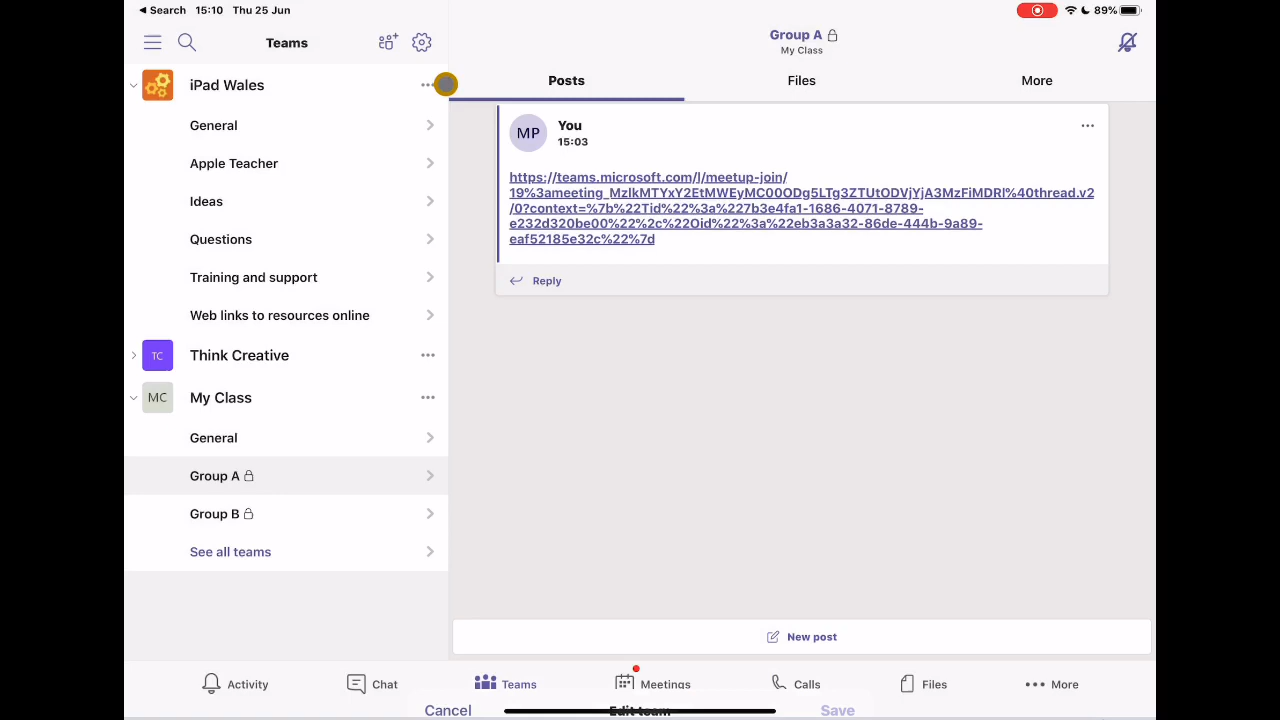 Search 15:10 Thu 25 Jun
89%
Teams
Group A
My Class
Posts
Files
More
iPad Wales
General
Apple Teacher
Ideas
Questions
Training and support
Web links to resources online
TC Think Creative
MC My Class
General
Group A
Group B
See all teams
MP
You
15:03
https://teams.microsoft.com/l/meetup-join/
19%3ameeting_MzlkMTYxY2EtMWEyMC00ODg5LTg3ZTUtODVjYjA3MzFiMDRl%40thread.v2
/0?context=%7b%22Tid%22%3a%227b3e4fa1-1686-4071-8789-
e232d320be00%22%2c%22Oid%22%3a%22eb3a3a32-86de-444b-9a89-
eaf52185e32c%22%7d
Reply
New post
Activity
Chat
Teams
Meetings
Calls
Files
More
Cancel
Edit team
Save